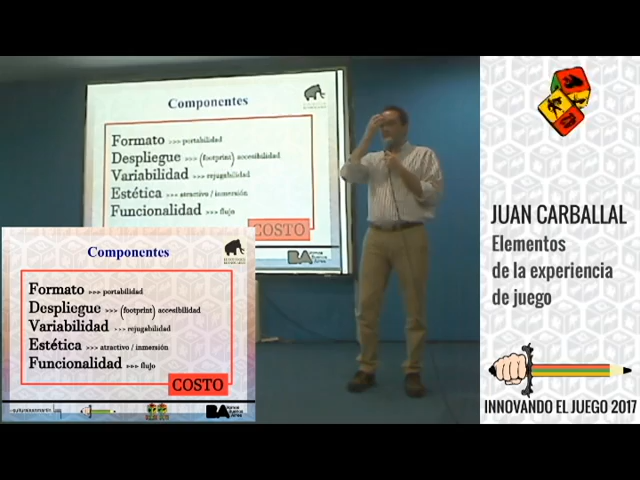 Componentes
Formato >>> portabilidad
Despliegue >>> (footprint) accesibilidad
Variabilidad >>> rejugabilidad
Estética >>> atractivo / inmersión
Funcionalidad >>> flujo
COSTO
BA
Componentes
Formato >>> portabilidad
Despliegue >>> (footprint) accesibilidad
Variabilidad >>> rejugabilidad
Estética >>> atractivo / inmersión
Funcionalidad >>> flujo
COSTO
BA
JUAN CARBALLAL
Elementos
de la experiencia
de juego
INNOVANDO EL JUEGO 2017